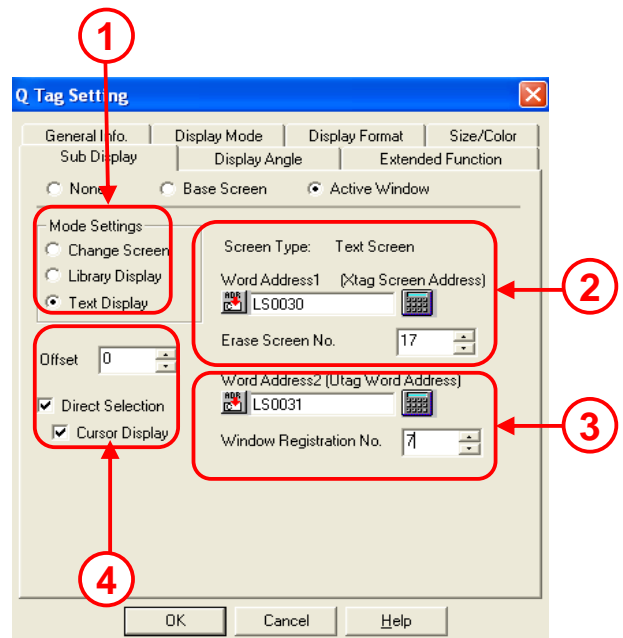 1
Q Tag Setting
General Info. Display Mode Display Format Size/Color
Sub Display Display Angle Extended Function
None Base Screen Active Window
Mode Settings
Change Screen
Library Display
Text Display
Screen Type: Text Screen
Word Address1 (Xtag Screen Address)
LS0030
Erase Screen No. 17
2
Offset 0
Direct Selection
Cursor Display
Word Address2 (Utag Word Address)
LS0031
Window Registration No. 7
3
4
OK Cancel Help